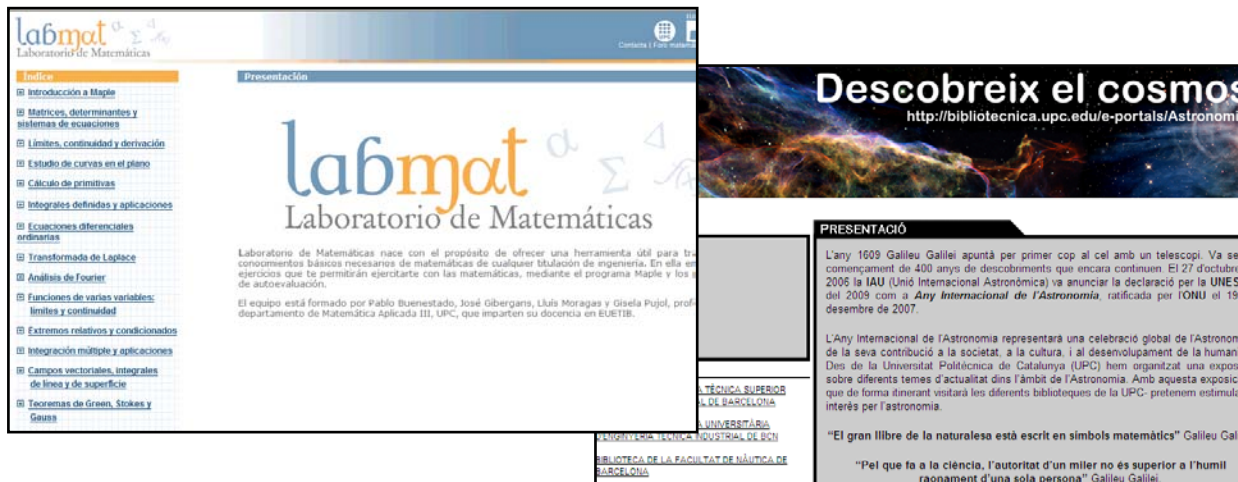 labmat
Laboratorio de Matemáticas
Contacta | Foro
Índice
Introducción a Maple
Matrices, determinantes y
sistemas de ecuaciones
Límites, continuidad y derivación
Estudio de curvas en el plano
Cálculo de primitivas
Integrales definidas y aplicaciones
Ecuaciones diferenciales
ordinarias
Transformada de Laplace
Análisis de Fourier
Funciones de varias variables:
límites y continuidad
Extremos relativos y condicionados
Integración múltiple y aplicaciones
Campos vectoriales, integrales
de línea y de superficie
Teoremas de Green, Stokes y
Gauss
Presentación
labmat
Laboratorio de Matemáticas
Laboratorio de Matemáticas nace con el propósito de ofrecer una herramienta útil para
conocimientos básicos necesarios de matemáticas de cualquier titulación de ingeniería. En ella
ejercicios que te permitirán ejercitarte con las matemáticas, mediante el programa Maple y los
de autoevaluación.
El equipo está formado por Pablo Buenestado, José Gibergans, Lluís Moragas y Gisela Pujol,
departamento de Matemática Aplicada III, UPC, que imparten su docencia en EUETIB.
Descobreix el cosmos
http://bibliotecnica.upc.edu/e-portals/Astronomi
PRESENTACIÓ
L'any 1609 Galileu Galilei apuntà per primer cop al cel amb un telescopi. Va se
començament de 400 anys de descobriments que encara continuen. El 27 d'octubre
2006 la IAU (Unió Internacional Astronòmica) va anunciar la declaració per la UNES
del 2009 com a Any Internacional de l'Astronomia, ratificada per l'ONU el 19
desembre de 2007.
L'Any Internacional de l'Astronomia representarà una celebració global de l'Astronom
de la seva contribució a la societat, a la cultura, i al desenvolupament de la human
Des de la Universitat Politècnica de Catalunya (UPC) hem organitzat una expos
sobre diferents temes d'actualitat dins l'àmbit de l'Astronomia. Amb aquesta exposic
que de forma itinerant visitarà les diferents biblioteques de la UPC- pretenem estimula
interès per l'astronomia.
"El gran llibre de la naturalesa està escrit en símbols matemàtics" Galileu Gal
"Pel que fa a la ciència, l'autoritat d'un miler no és superior a l'humil
raonament d'una sola persona" Galileu Galilei
TÈCNICA SUPERIOR
DE BARCELONA
UNIVERSITÀRIA
D'ENGINYERIA TÈCNICA INDUSTRIAL DE BCN
BIBLIOTECA DE LA FACULTAT DE NÀUTICA DE
BARCELONA